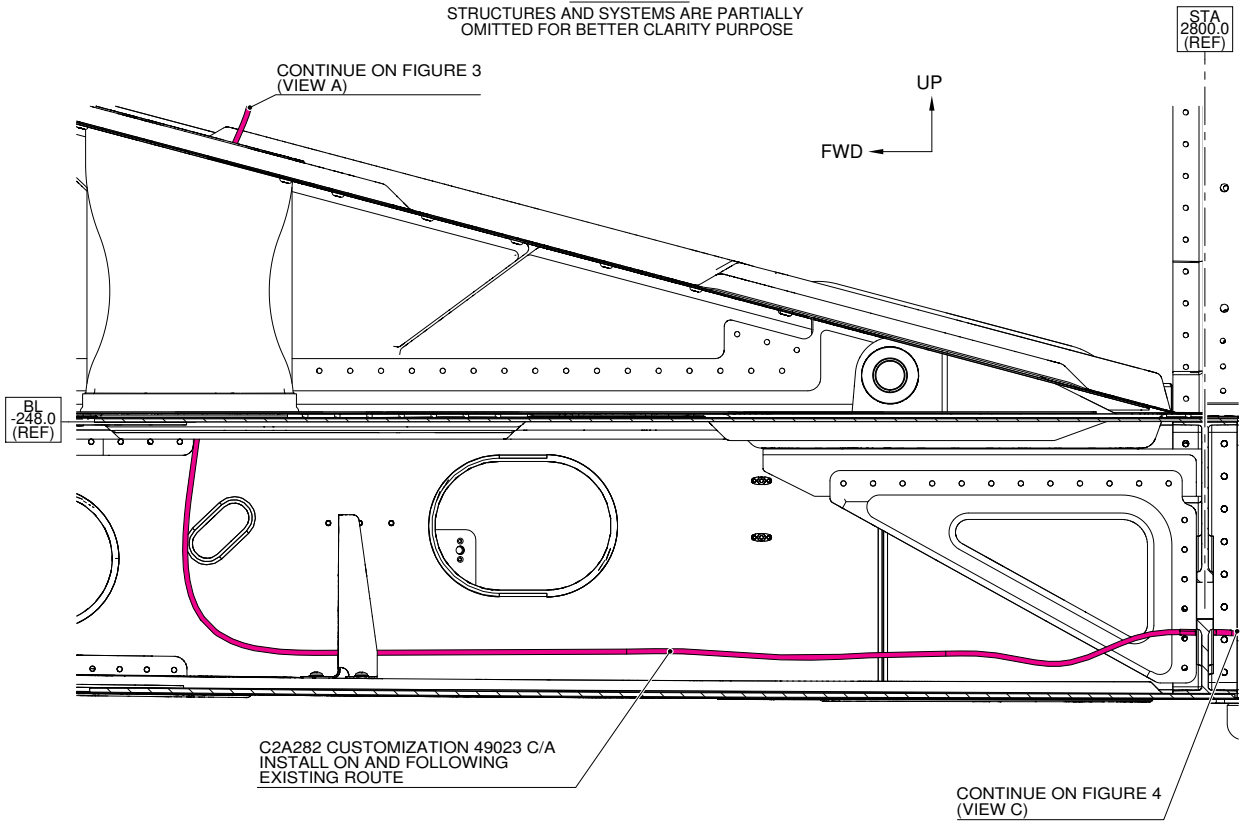 STRUCTURES AND SYSTEMS ARE PARTIALLY
OMITTED FOR BETTER CLARITY PURPOSE
STA
2800.0
(REF)
CONTINUE ON FIGURE 3
(VIEW A)
UP
FWD
BL
-248.0
(REF)
C2A282 CUSTOMIZATION 49023 C/A
INSTALL ON AND FOLLOWING
EXISTING ROUTE
CONTINUE ON FIGURE 4
(VIEW C)